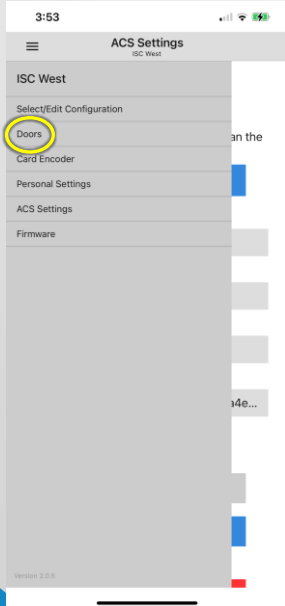 3:53
ACS Settings
ISC West
ISC West
Select/Edit Configuration
an the
Doors
Card Encoder
Personal Settings
ACS Settings
Firmware
a4e...
Version 2.0.5